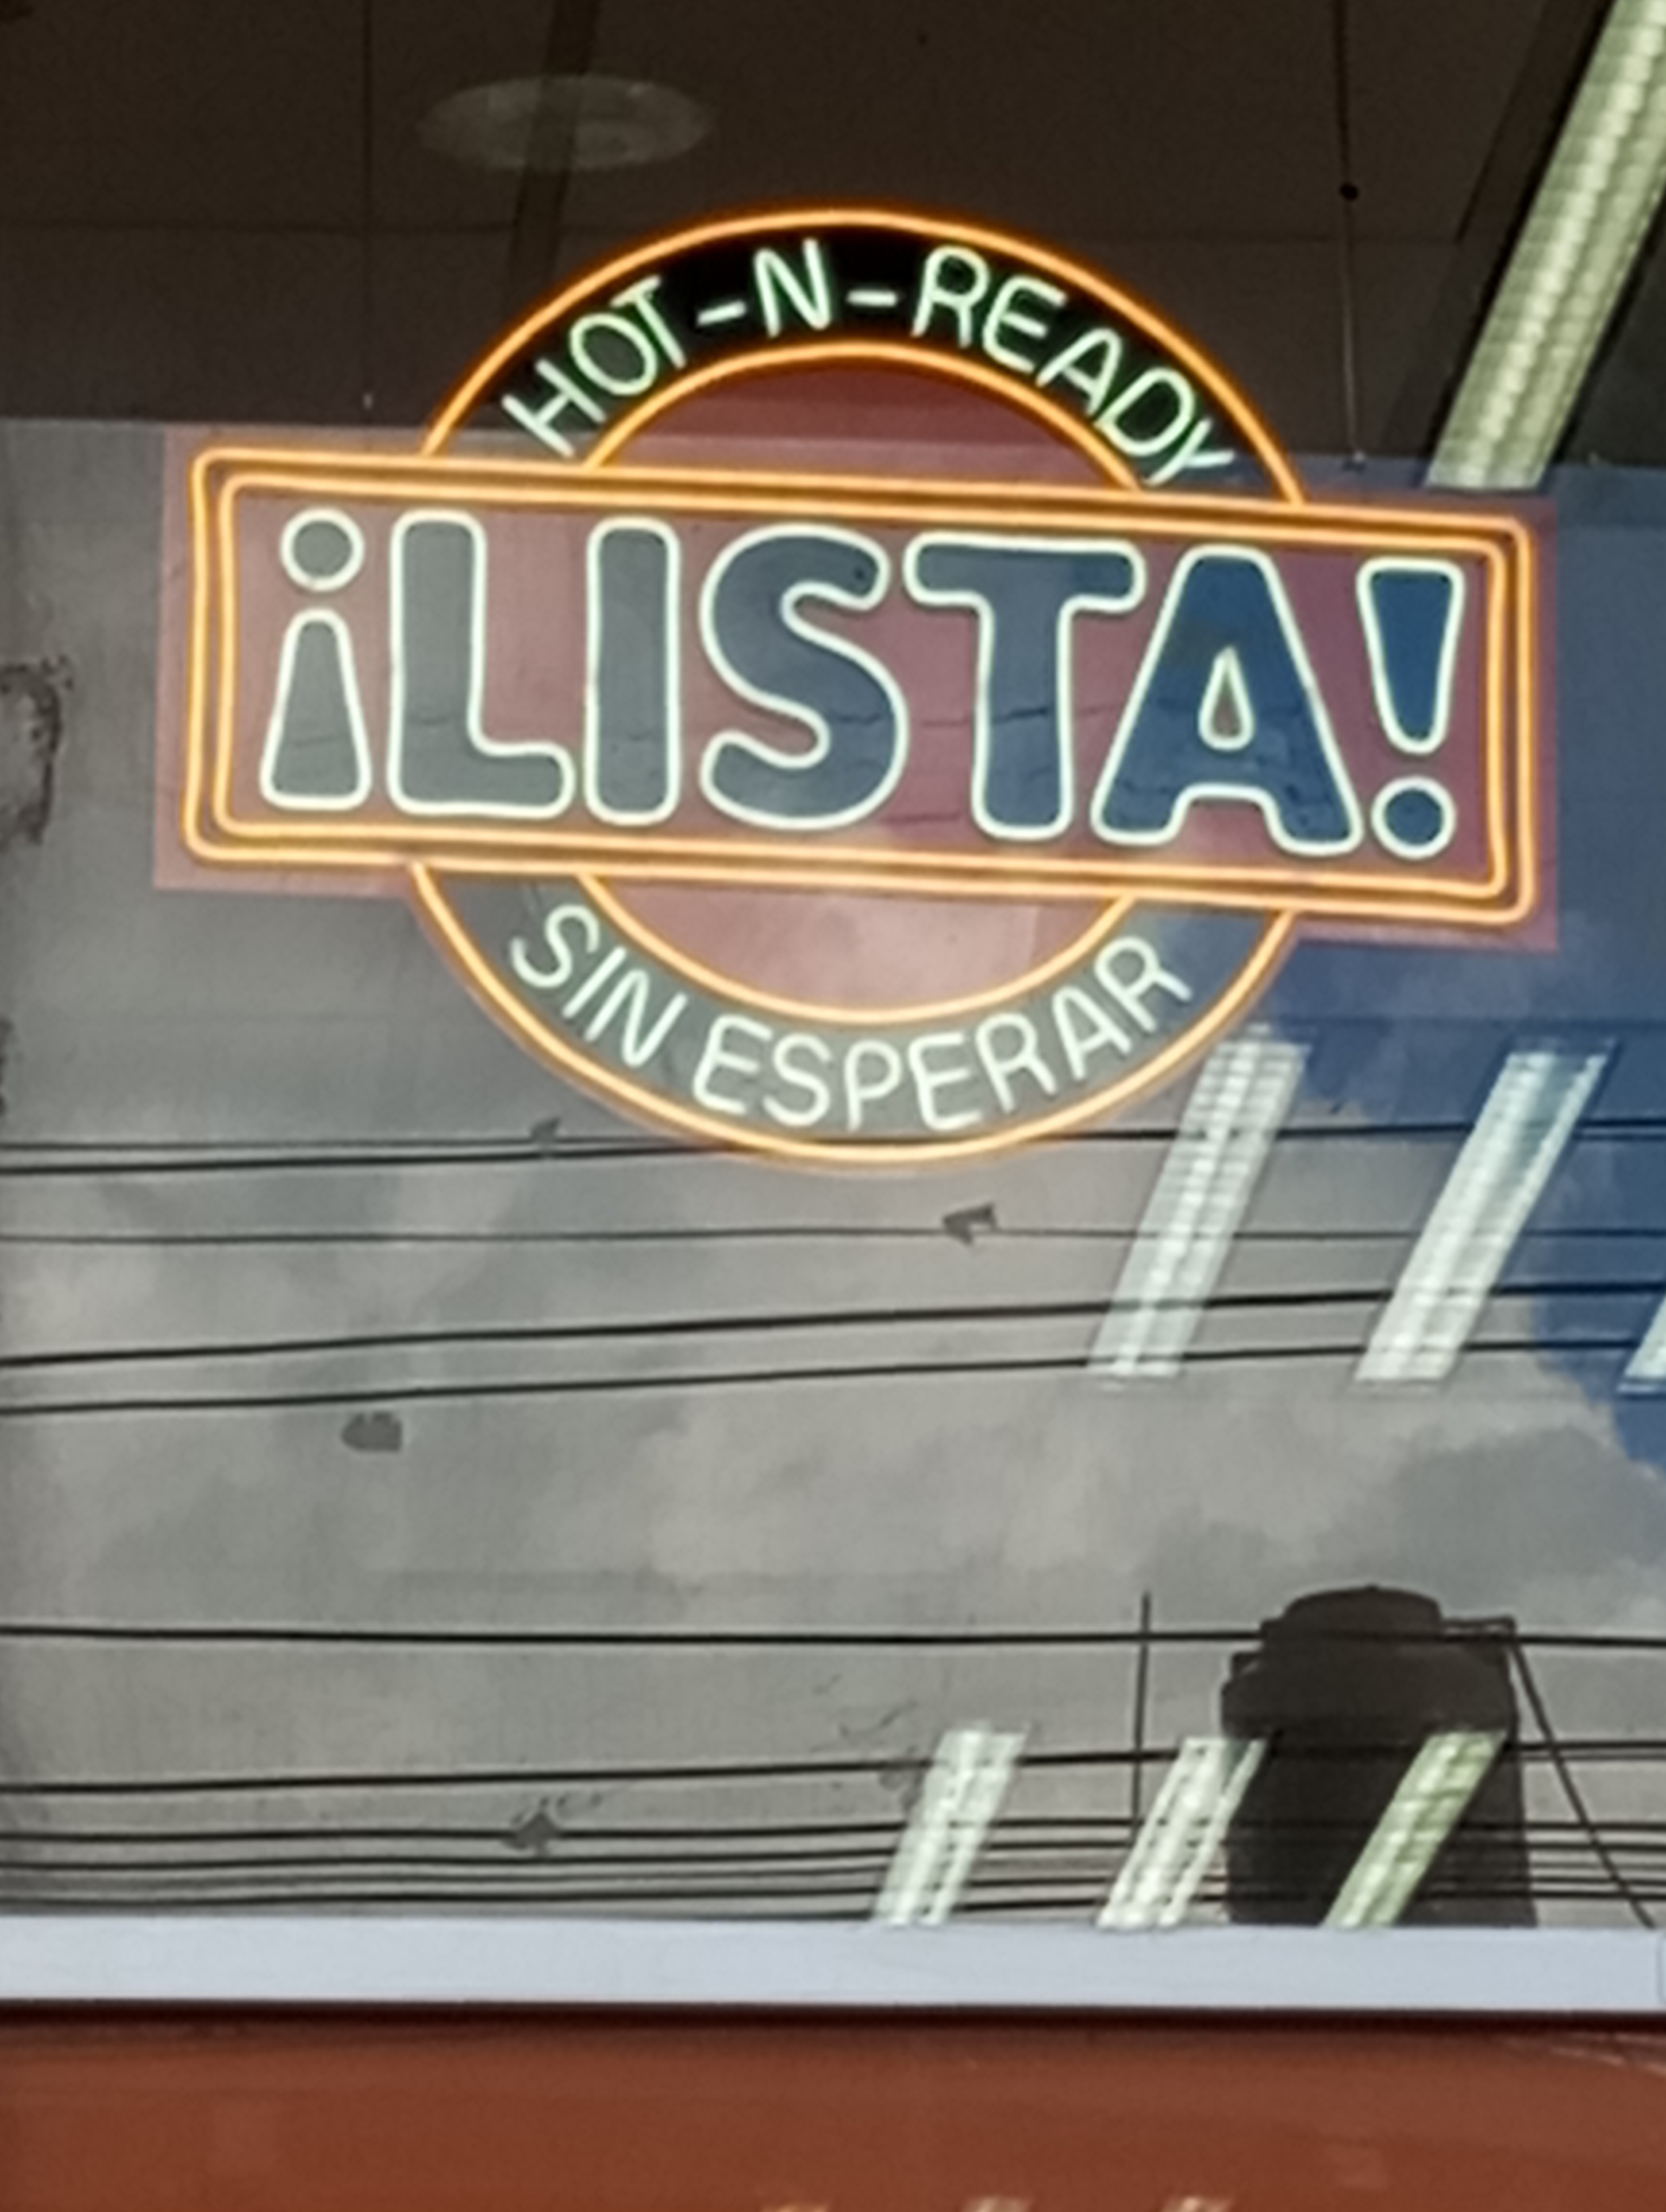 HOT-N-READY
¡LISTA!
SIN ESPERAR